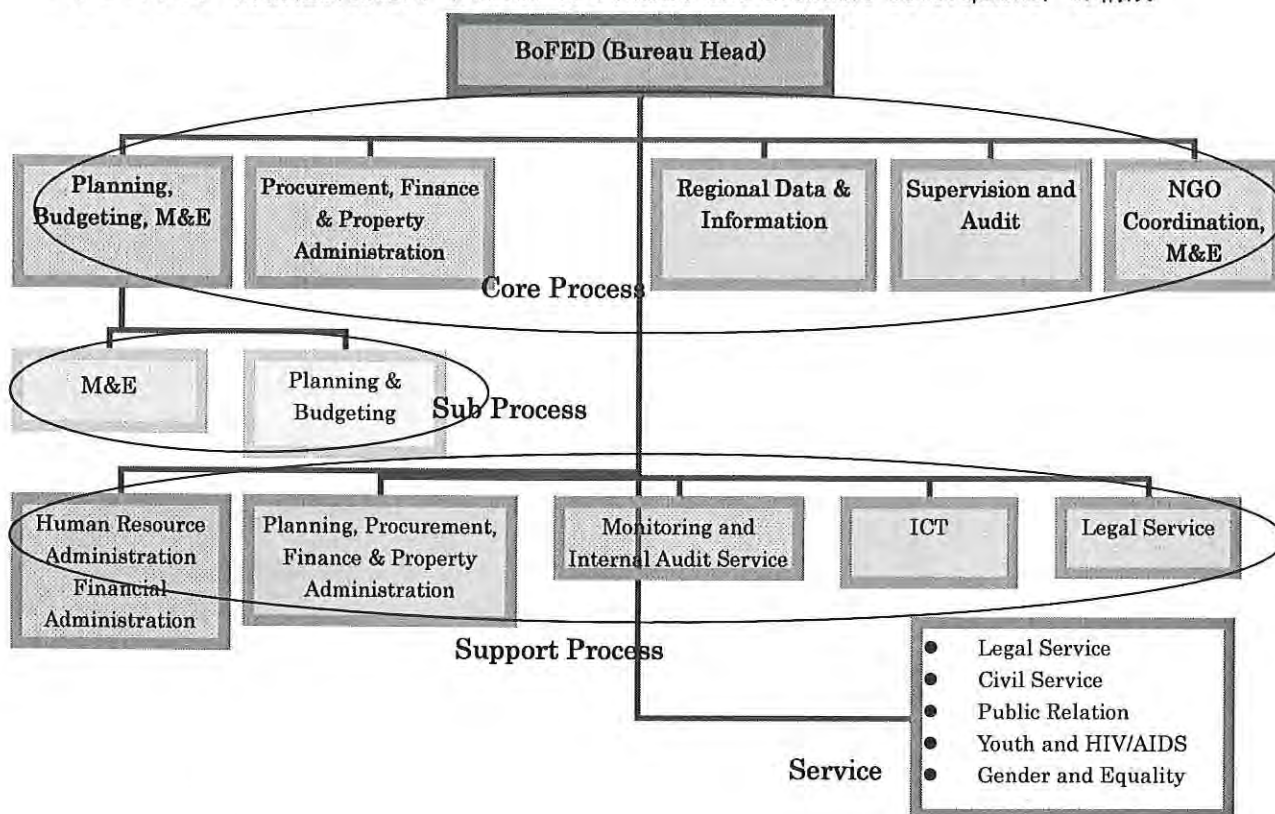 BoFED (Bureau Head)
Planning,
Budgeting, M&E
Procurement, Finance
& Property
Administration
Regional Data &
Information
Supervision and
Audit
NGO
Coordination,
M&E
Core Process
M&E
Planning &
Budgeting
Sub Process
Human Resource
Administration
Financial
Administration
Planning, Procurement,
Finance & Property
Administration
Monitoring and
Internal Audit Service
ICT
Legal Service
Support Process
● Legal Service
● Civil Service
● Public Relation
● Youth and HIV/AIDS
● Gender and Equality
Service